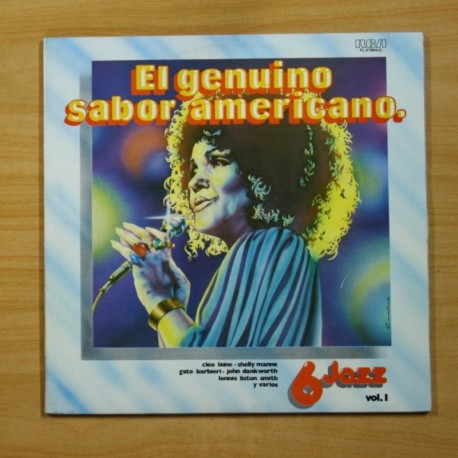 RCA
El genuino
sabor americano.
cleo laine - shelly manne
gato barbieri - john dankworth
lonnie liston smith
y varios
6 Jazz
vol. 1